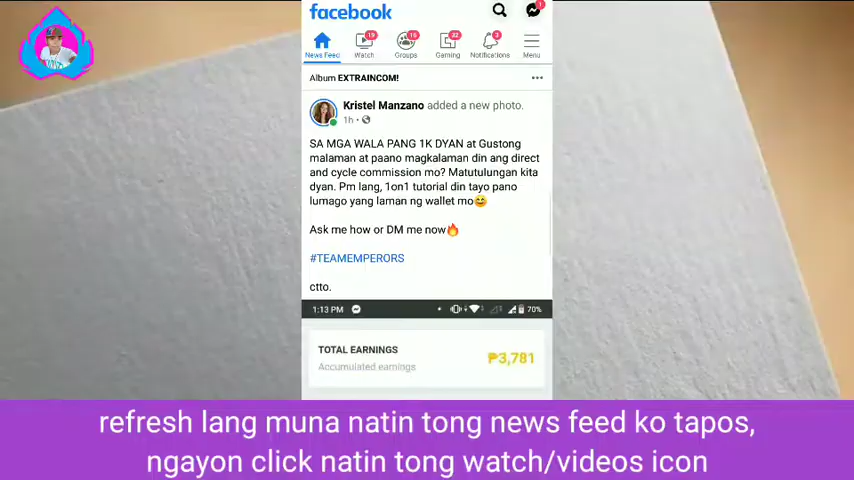 facebook
1
19
15
32
3
News Feed Watch Groups Gaming Notifications Menu
Album EXTRAINCOM!
Kristel Manzano added a new photo.
1h
SA MGA WALA PANG 1K DYAN at Gustong
malaman at paano magkalaman din ang direct
and cycle commission mo? Matutulungan kita
dyan. Pm lang, 1on1 tutorial din tayo pano
lumago yang laman ng wallet mo😊
Ask me how or DM me now🔥
#TEAMEMPERORS
ctto.
1:13 PM 70%
TOTAL EARNINGS
₱3,781
Accumulated earnings
refresh lang muna natin tong news feed ko tapos,
ngayon click natin tong watch/videos icon